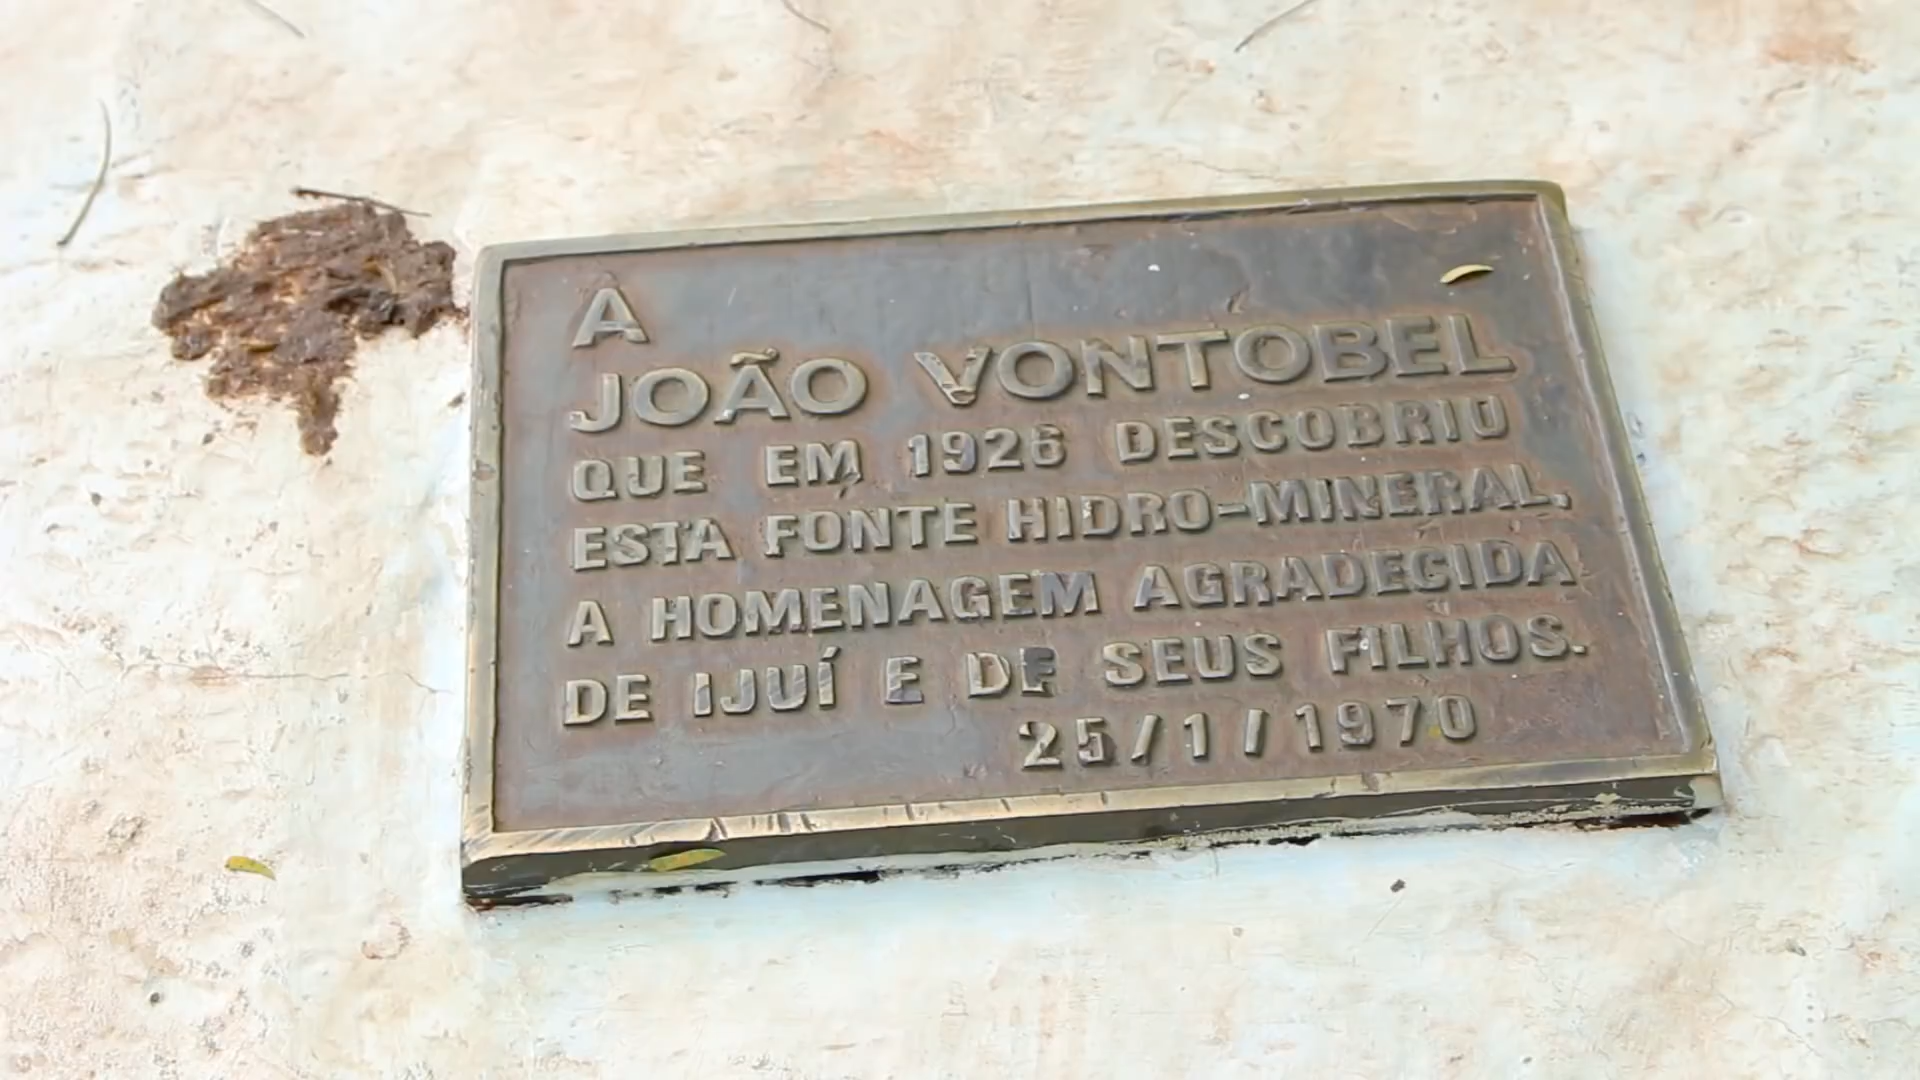 A
JOÃO VONTOBEL
QUE EM 1926 DESCOBRIU
ESTA FONTE HIDRO-MINERAL,
A HOMENAGEM AGRADECIDA
DE IJUÍ E DE SEUS FILHOS.
25/1/1970